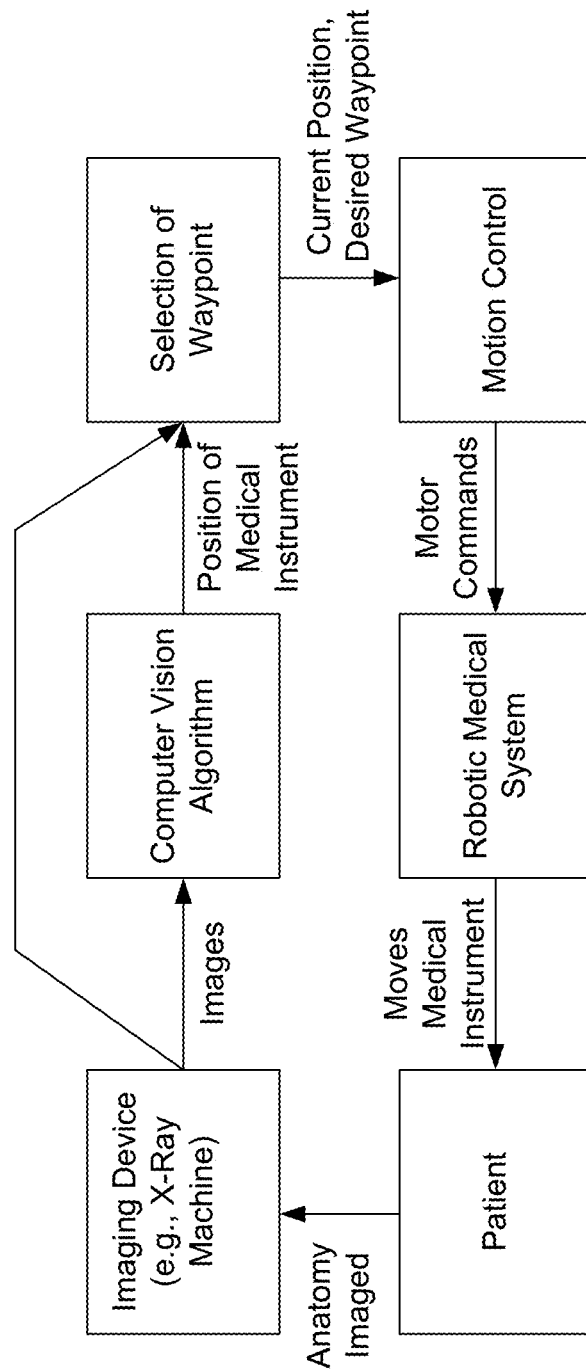 Imaging Device
(e.g., X-Ray
Machine)
Images
Computer Vision
Algorithm
Position of
Medical
Instrument
Selection of
Waypoint
Current Position,
Desired Waypoint
Motion Control
Motor
Commands
Robotic Medical
System
Moves
Medical
Instrument
Patient
Anatomy
Imaged